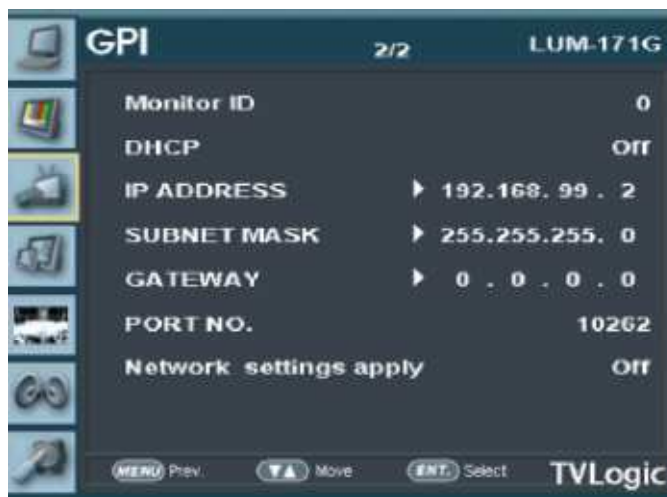 GPI 2/2 LUM-171G
Monitor ID 0
DHCP Off
IP ADDRESS 192.168. 99 . 2
SUBNET MASK 255.255.255. 0
GATEWAY 0 . 0 . 0 . 0
PORT NO. 10262
Network settings apply Off
MENU Prev. ▼▲ Move ENT. Select TVLogic